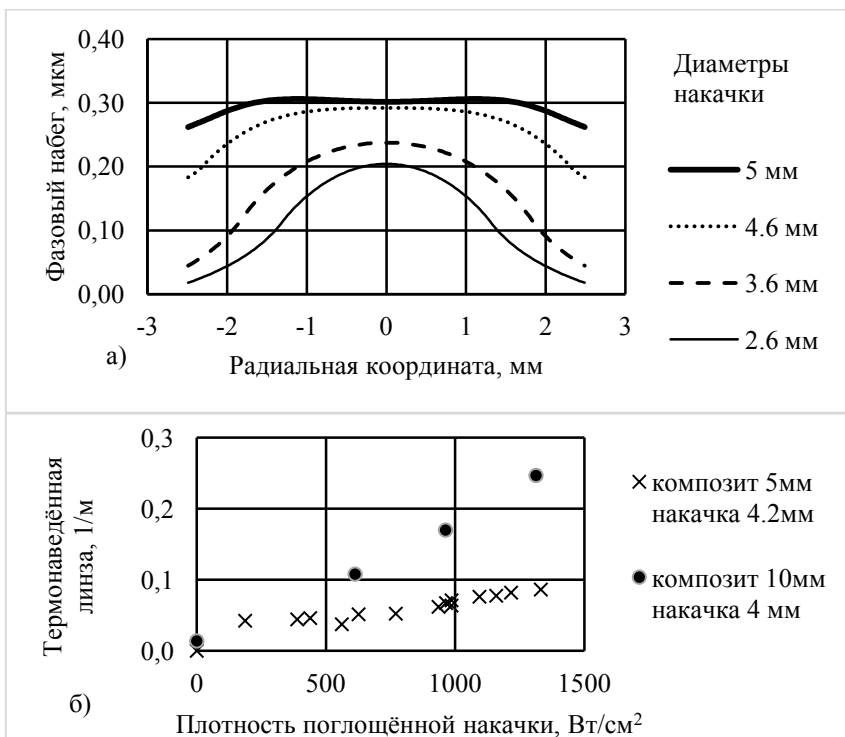 0,40
0,30
0,20
0,10
0,00
Фазовый набег, мкм
-3 -2 -1 0 1 2 3
а)
Радиальная координата, мм
Диаметры
накачки
5 мм
4.6 мм
3.6 мм
2.6 мм
0,3
0,2
0,1
0,0
Термонаведённая
линза, 1/м
0 500 1000 1500
б)
Плотность поглощённой накачки, Вт/см²
композит 5мм
накачка 4.2мм
композит 10мм
накачка 4 мм